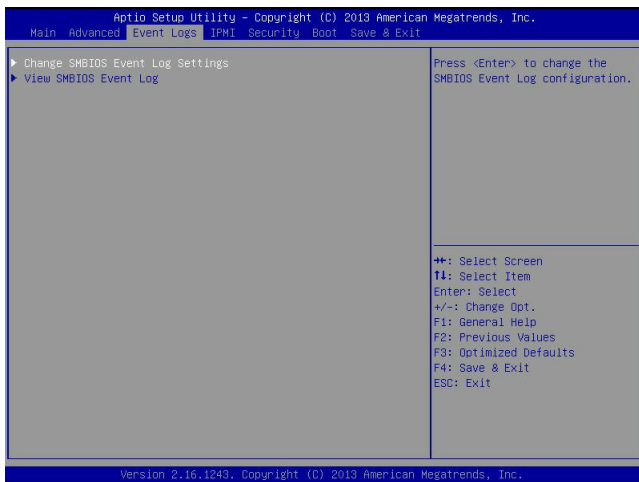 Aptio Setup Utility – Copyright (C) 2013 American Megatrends, Inc.
Main Advanced Event Logs IPMI Security Boot Save & Exit
▶ Change SMBIOS Event Log Settings
▶ View SMBIOS Event Log
Press <Enter> to change the
SMBIOS Event Log configuration.
→←: Select Screen
↑↓: Select Item
Enter: Select
+/-: Change Opt.
F1: General Help
F2: Previous Values
F3: Optimized Defaults
F4: Save & Exit
ESC: Exit
Version 2.16.1243. Copyright (C) 2013 American Megatrends, Inc.